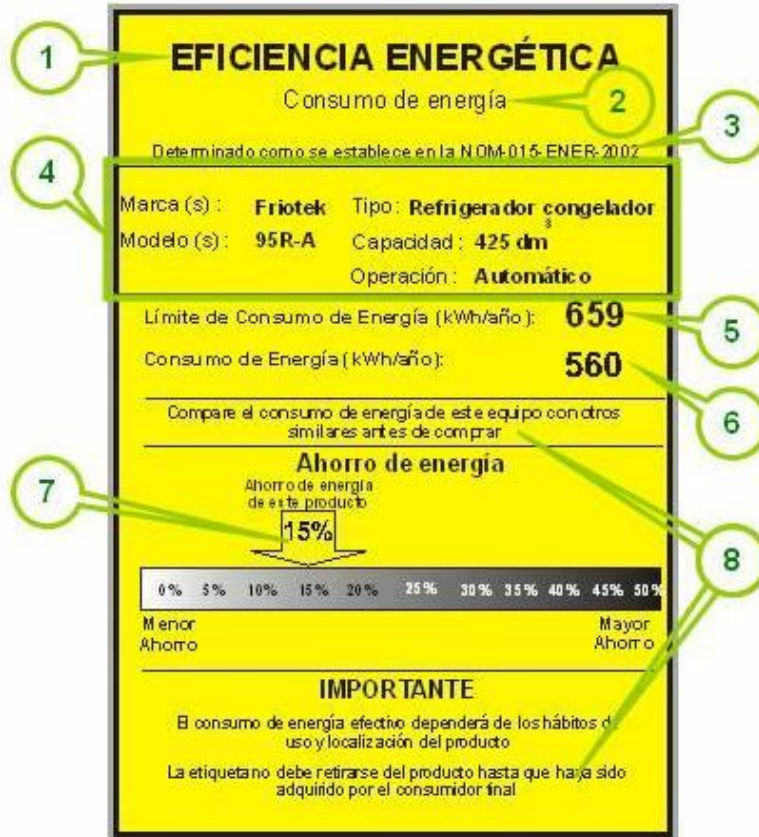 1
EFICIENCIA ENERGÉTICA
Consumo de energía
2
3
Determinado como se establece en la NOM-015-ENER-2002
4
Marca (s) : Friotek Tipo: Refrigerador congelador
Modelo (s) : 95R-A Capacidad : 425 dm³
Operación : Automático
Límite de Consumo de Energía (kWh/año): 659
5
Consumo de Energía (kWh/año): 560
6
Compare el consumo de energía de este equipo con otros
similares antes de comprar
Ahorro de energía
7
Ahorro de energía
de este producto
15%
8
0% 5% 10% 15% 20% 25% 30% 35% 40% 45% 50%
Menor
Ahorro
Mayor
Ahorro
IMPORTANTE
El consumo de energía efectivo dependerá de los hábitos de
uso y localización del producto
La etiqueta no debe retirarse del producto hasta que haya sido
adquirido por el consumidor final